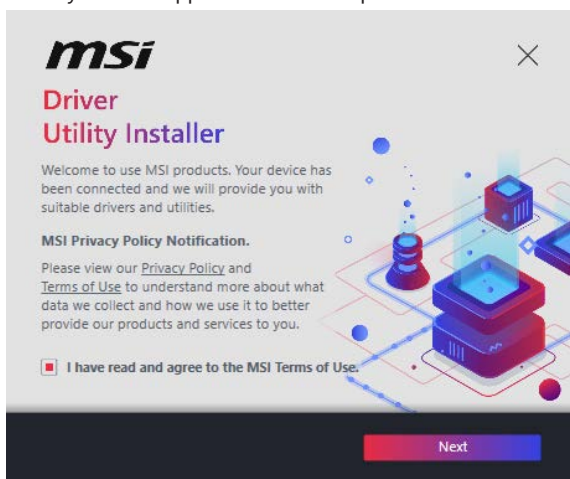 msi
Driver
Utility Installer
Welcome to use MSI products. Your device has
been connected and we will provide you with
suitable drivers and utilities.
MSI Privacy Policy Notification.
Please view our Privacy Policy and
Terms of Use to understand more about what
data we collect and how we use it to better
provide our products and services to you.
I have read and agree to the MSI Terms of Use.
Next